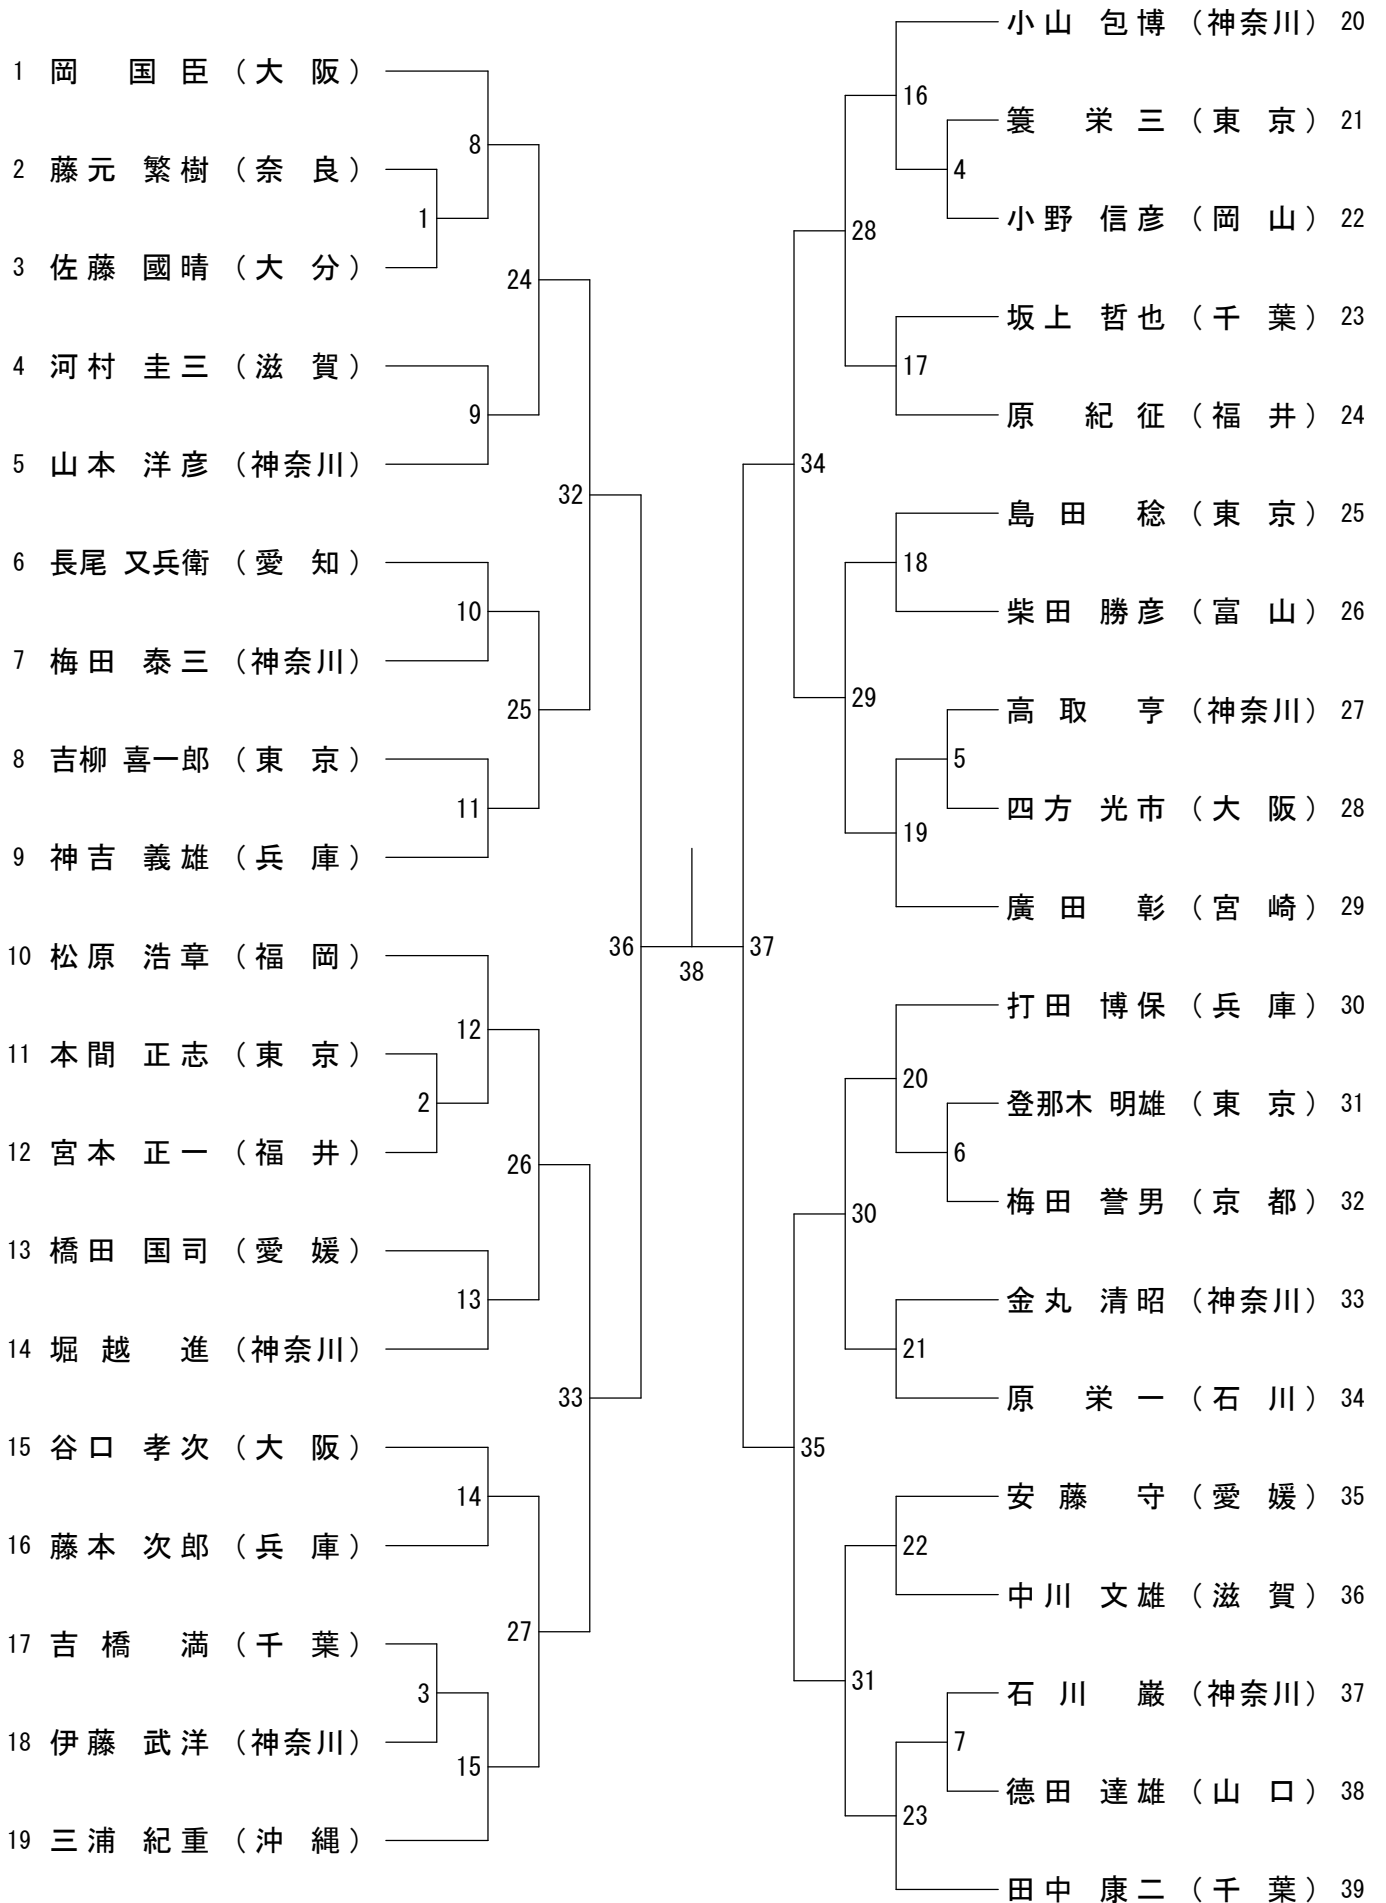 1 岡 国臣 (大 阪)
2 藤元 繁樹 (奈 良)
3 佐藤 國晴 (大 分)
4 河村 圭三 (滋 賀)
5 山本 洋彦 (神奈川)
6 長尾 又兵衛 (愛 知)
7 梅田 泰三 (神奈川)
8 吉柳 喜一郎 (東 京)
9 神吉 義雄 (兵 庫)
10 松原 浩章 (福 岡)
11 本間 正志 (東 京)
12 宮本 正一 (福 井)
13 橋田 国司 (愛 媛)
14 堀越 進 (神奈川)
15 谷口 孝次 (大 阪)
16 藤本 次郎 (兵 庫)
17 吉橋 満 (千 葉)
18 伊藤 武洋 (神奈川)
19 三浦 紀重 (沖 縄)
1
2
3
8
9
10
11
12
13
14
15
24
25
26
27
32
33
36
38
37
34
35
28
29
30
31
16
17
18
19
20
21
22
23
4
5
6
7
小山 包博 (神奈川) 20
簑 栄三 (東 京) 21
小野 信彦 (岡 山) 22
坂上 哲也 (千 葉) 23
原 紀征 (福 井) 24
島田 稔 (東 京) 25
柴田 勝彦 (富 山) 26
高取 亨 (神奈川) 27
四方 光市 (大 阪) 28
廣田 彰 (宮 崎) 29
打田 博保 (兵 庫) 30
登那木 明雄 (東 京) 31
梅田 誉男 (京 都) 32
金丸 清昭 (神奈川) 33
原 栄一 (石 川) 34
安藤 守 (愛 媛) 35
中川 文雄 (滋 賀) 36
石川 巌 (神奈川) 37
德田 達雄 (山 口) 38
田中 康二 (千 葉) 39